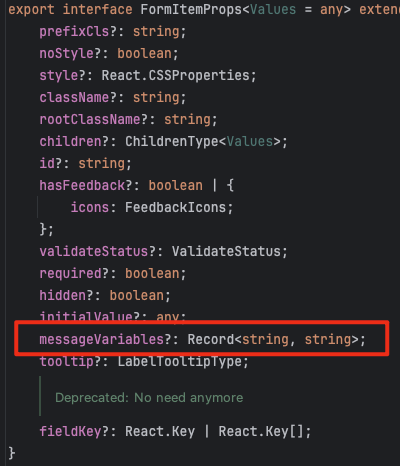 export interface FormItemProps<Values = any> exten
prefixCls?: string;
noStyle?: boolean;
style?: React.CSSProperties;
className?: string;
rootClassName?: string;
children?: ChildrenType<Values>;
id?: string;
hasFeedback?: boolean | {
icons: FeedbackIcons;
};
validateStatus?: ValidateStatus;
required?: boolean;
hidden?: boolean;
initialValue?: any;
messageVariables?: Record<string, string>;
tooltip?: LabelTooltipType;
Deprecated: No need anymore
fieldKey?: React.Key | React.Key[];
}